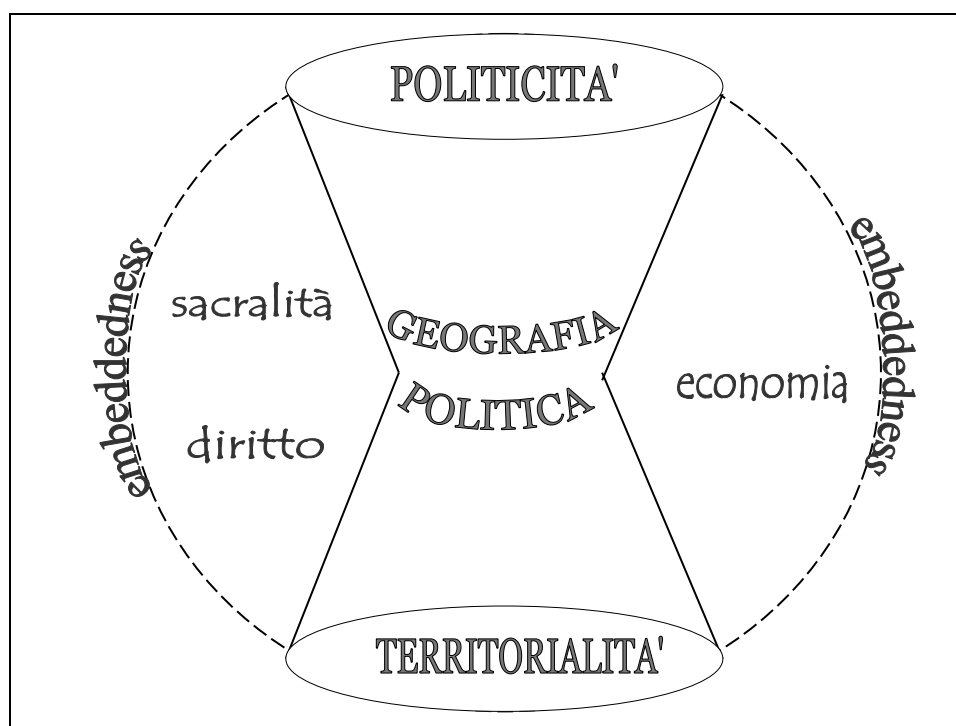 POLITICITA'
embeddedness
embeddedness
sacralità
GEOGRAFIA
economia
POLITICA
diritto
TERRITORIALITA'